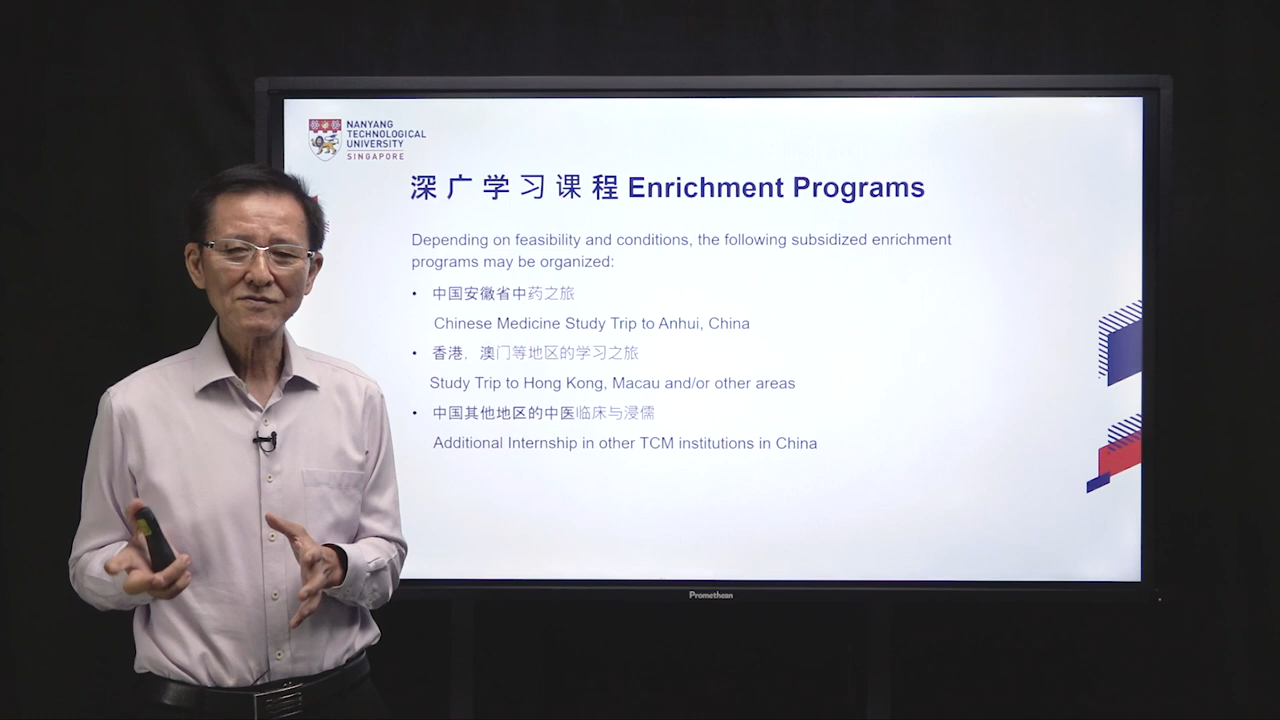 NANYANG
TECHNOLOGICAL
UNIVERSITY
SINGAPORE
深广学习课程 Enrichment Programs
Depending on feasibility and conditions, the following subsidized enrichment
programs may be organized:
• 中国安徽省中药之旅
Chinese Medicine Study Trip to Anhui, China
• 香港，澳门等地区的学习之旅
Study Trip to Hong Kong, Macau and/or other areas
• 中国其他地区的中医临床与浸儒
Additional Internship in other TCM institutions in China
Promethean